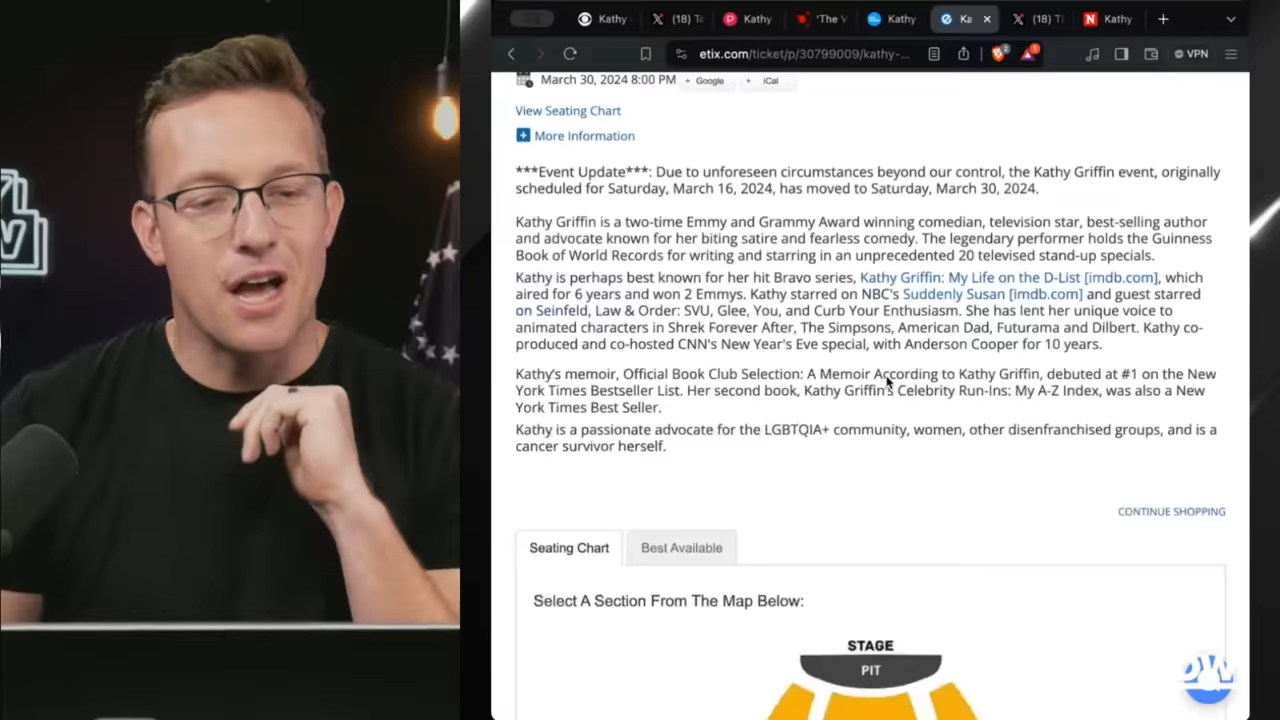 Kathy
(18) T
Kathy
'The V
Kathy
Ka
(18) T
Kathy
etix.com/ticket/p/30799009/kathy-...
VPN
March 30, 2024 8:00 PM
+ Google
+ iCal
View Seating Chart
More Information
***Event Update***: Due to unforeseen circumstances beyond our control, the Kathy Griffin event, originally
scheduled for Saturday, March 16, 2024, has moved to Saturday, March 30, 2024.
Kathy Griffin is a two-time Emmy and Grammy Award winning comedian, television star, best-selling author
and advocate known for her biting satire and fearless comedy. The legendary performer holds the Guinness
Book of World Records for writing and starring in an unprecedented 20 televised stand-up specials.
Kathy is perhaps best known for her hit Bravo series, Kathy Griffin: My Life on the D-List [imdb.com], which
aired for 6 years and won 2 Emmys. Kathy starred on NBC's Suddenly Susan [imdb.com] and guest starred
on Seinfeld, Law & Order: SVU, Glee, You, and Curb Your Enthusiasm. She has lent her unique voice to
animated characters in Shrek Forever After, The Simpsons, American Dad, Futurama and Dilbert. Kathy co-
produced and co-hosted CNN's New Year's Eve special, with Anderson Cooper for 10 years.
Kathy's memoir, Official Book Club Selection: A Memoir According to Kathy Griffin, debuted at #1 on the New
York Times Bestseller List. Her second book, Kathy Griffin's Celebrity Run-Ins: My A-Z Index, was also a New
York Times Best Seller.
Kathy is a passionate advocate for the LGBTQIA+ community, women, other disenfranchised groups, and is a
cancer survivor herself.
CONTINUE SHOPPING
Seating Chart
Best Available
Select A Section From The Map Below:
STAGE
PIT